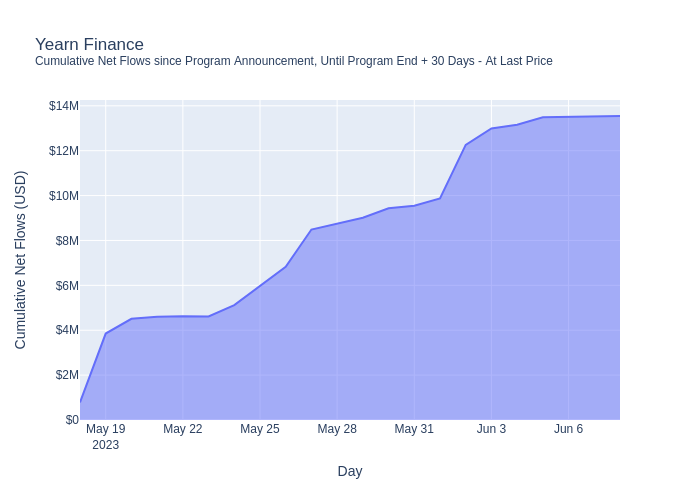 Yearn Finance
Cumulative Net Flows since Program Announcement, Until Program End + 30 Days - At Last Price
Cumulative Net Flows (USD)
$14M
$12M
$10M
$8M
$6M
$4M
$2M
$0
May 19 May 22 May 25 May 28 May 31 Jun 3 Jun 6
2023
Day